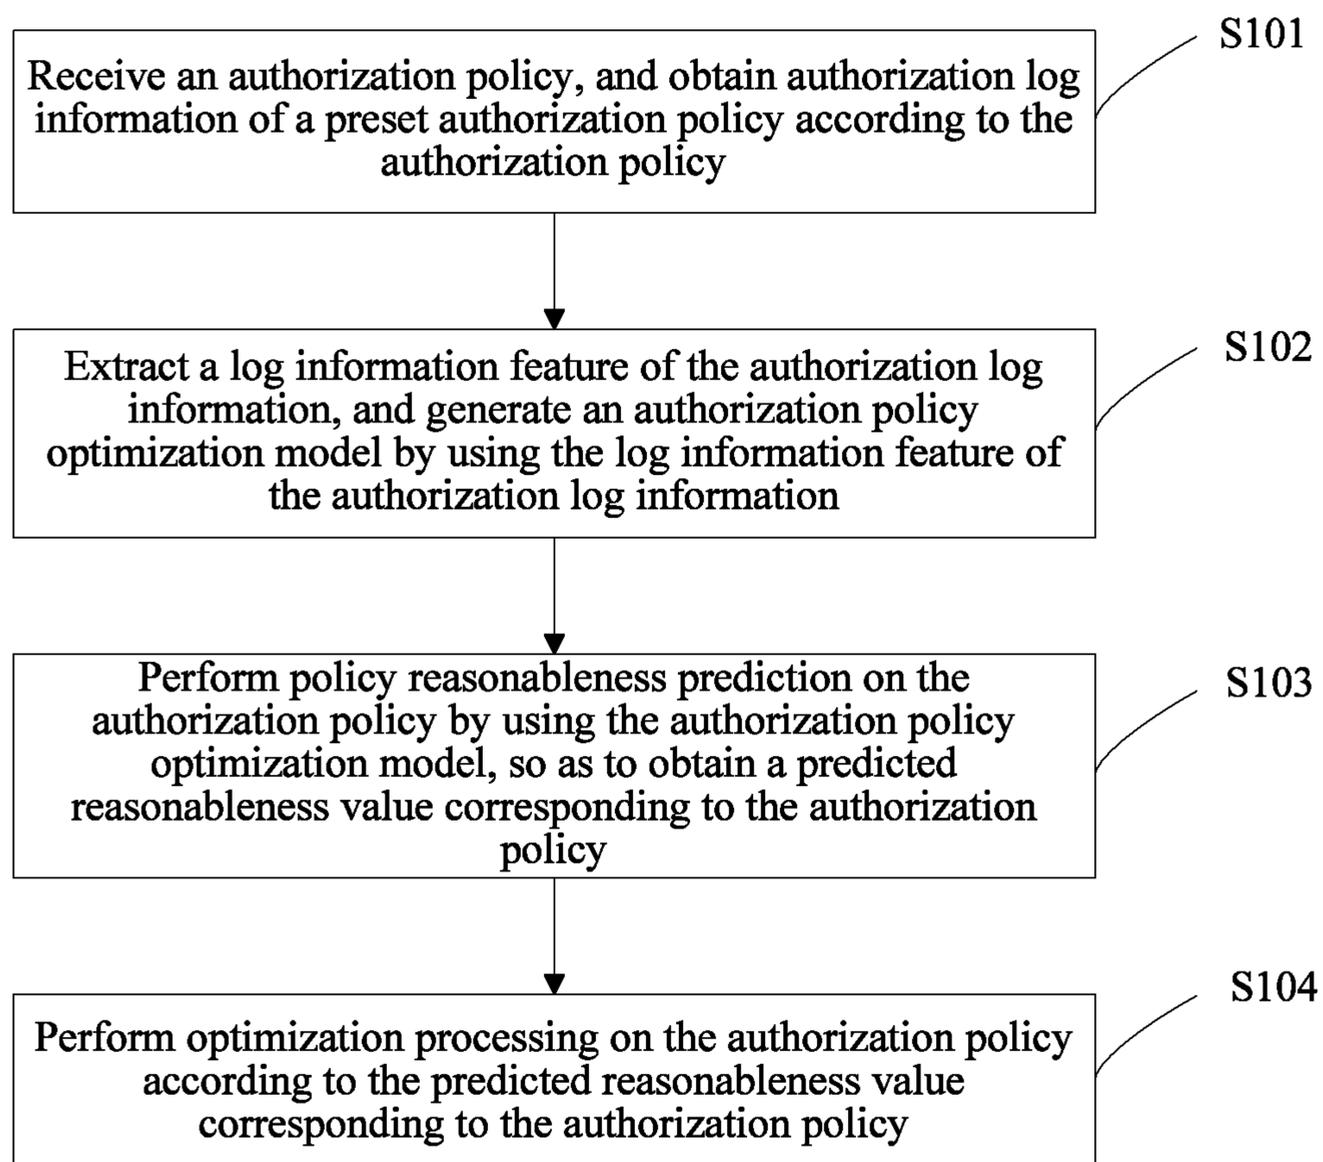 S101
Receive an authorization policy, and obtain authorization log
information of a preset authorization policy according to the
authorization policy
S102
Extract a log information feature of the authorization log
information, and generate an authorization policy
optimization model by using the log information feature of
the authorization log information
S103
Perform policy reasonableness prediction on the
authorization policy by using the authorization policy
optimization model, so as to obtain a predicted
reasonableness value corresponding to the authorization
policy
S104
Perform optimization processing on the authorization policy
according to the predicted reasonableness value
corresponding to the authorization policy